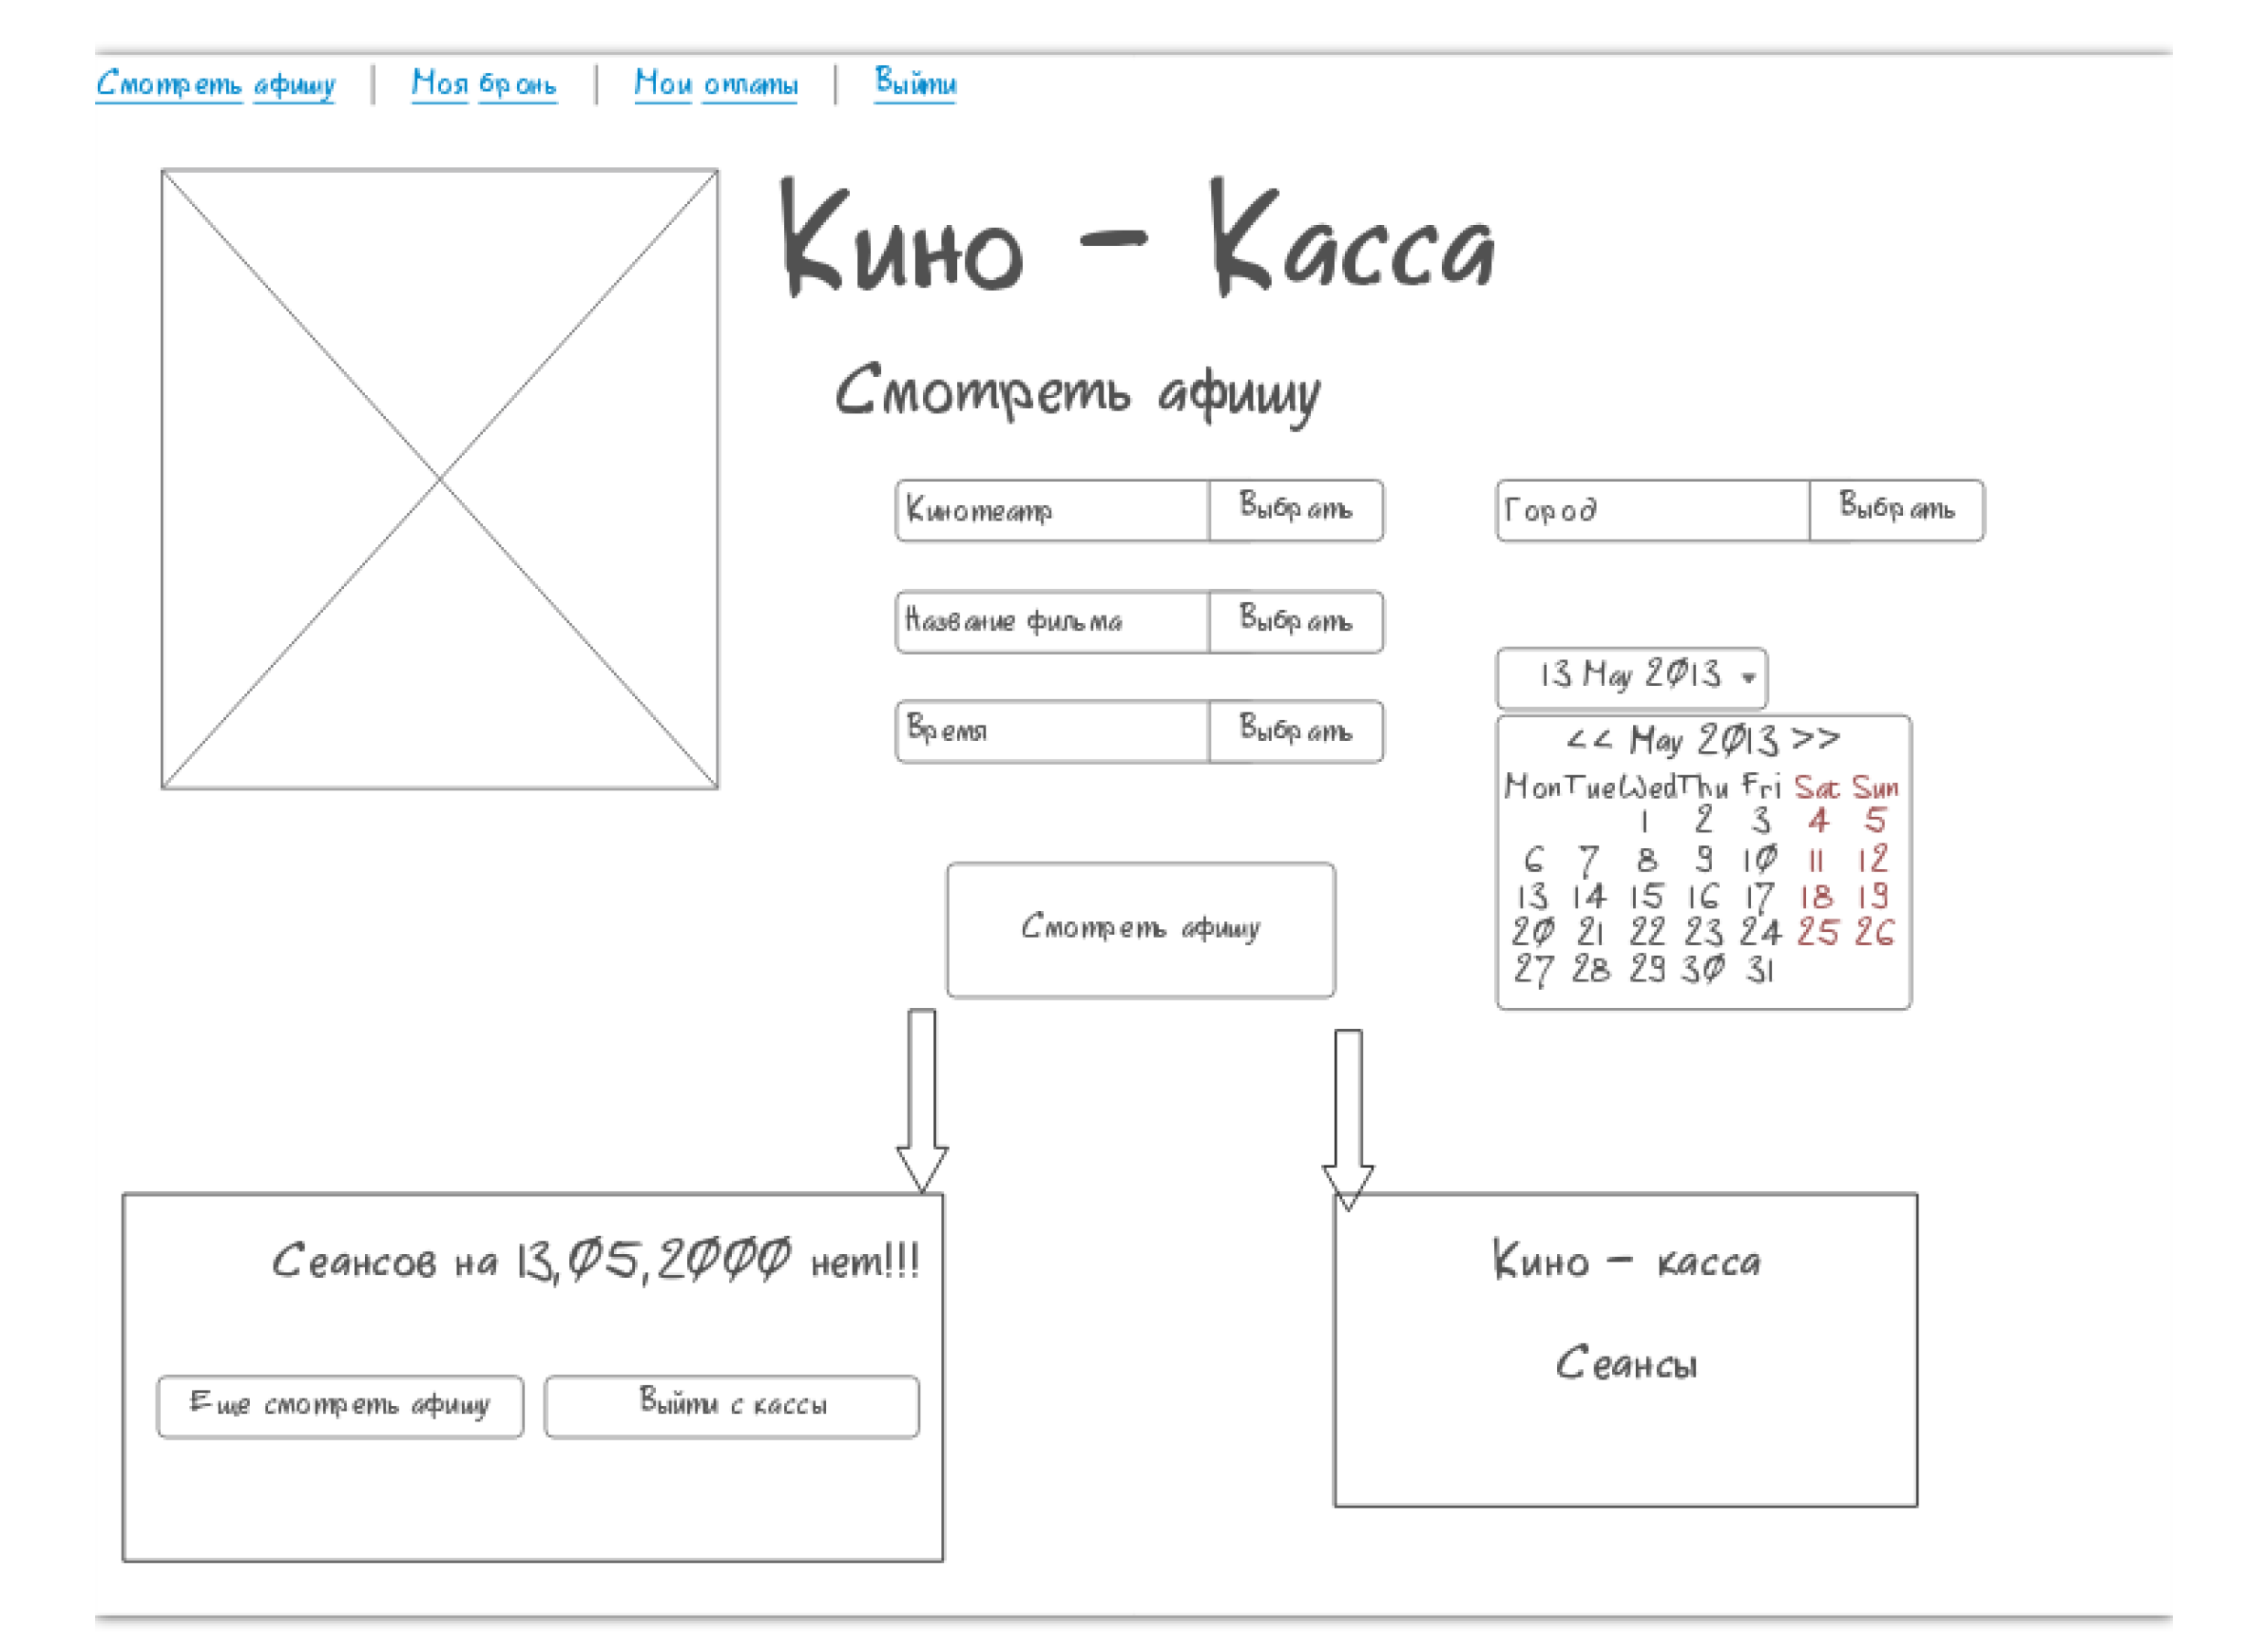 Смотреть афишу | Моя бронь | Мои оплаты | Выйти
Кино - Касса
Смотреть афишу
Кинотеатр Выбрать
Город Выбрать
Название фильма Выбрать
Время Выбрать
13 May 2013
<< May 2013 >>
Mon Tue Wed Thu Fri Sat Sun
1 2 3 4 5
6 7 8 9 10 11 12
13 14 15 16 17 18 19
20 21 22 23 24 25 26
27 28 29 30 31
Смотреть афишу
Сеансов на 13,05,2000 нет!!!
Еще смотреть афишу
Выйти с кассы
Кино - касса
Сеансы